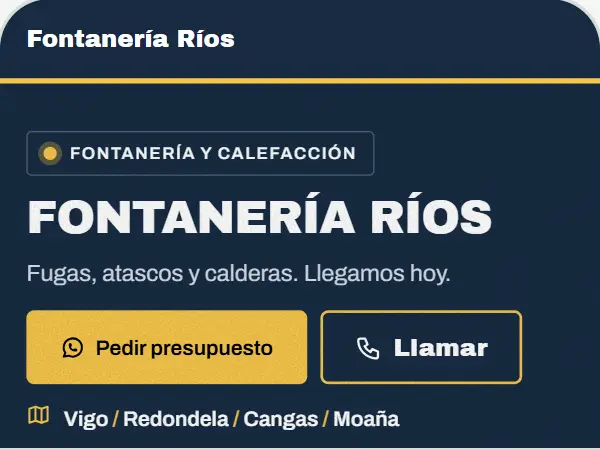 Fontanería Ríos
FONTANERÍA Y CALEFACCIÓN
FONTANERÍA RÍOS
Fugas, atascos y calderas. Llegamos hoy.
Pedir presupuesto
Llamar
Vigo / Redondela / Cangas / Moaña